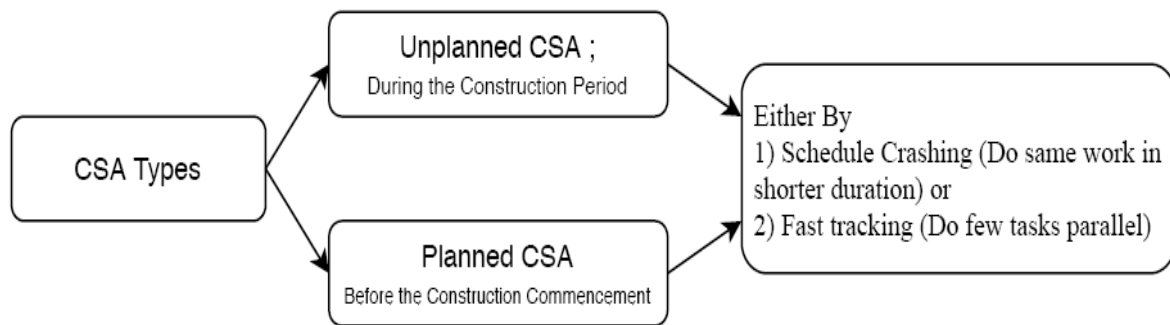 CSA Types
Unplanned CSA ;
During the Construction Period
Planned CSA
Before the Construction Commencement
Either By
1) Schedule Crashing (Do same work in
shorter duration) or
2) Fast tracking (Do few tasks parallel)